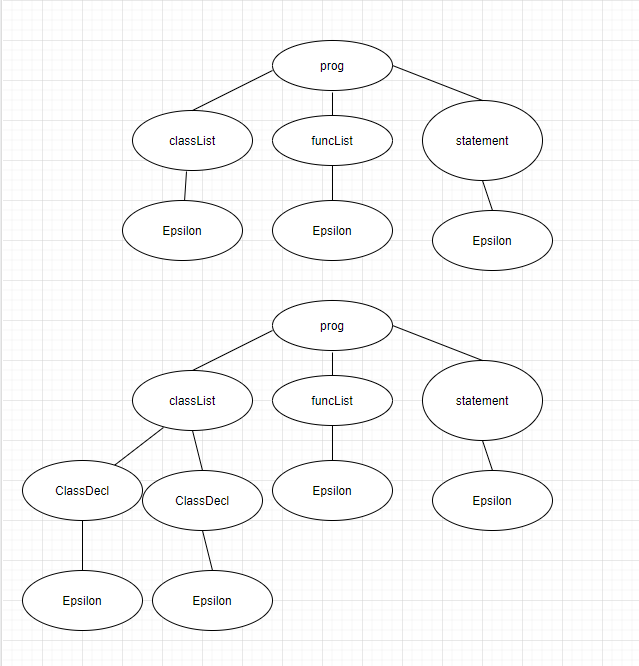 prog
classList
funcList
statement
Epsilon
Epsilon
Epsilon
prog
classList
funcList
statement
ClassDecl
ClassDecl
Epsilon
Epsilon
Epsilon
Epsilon